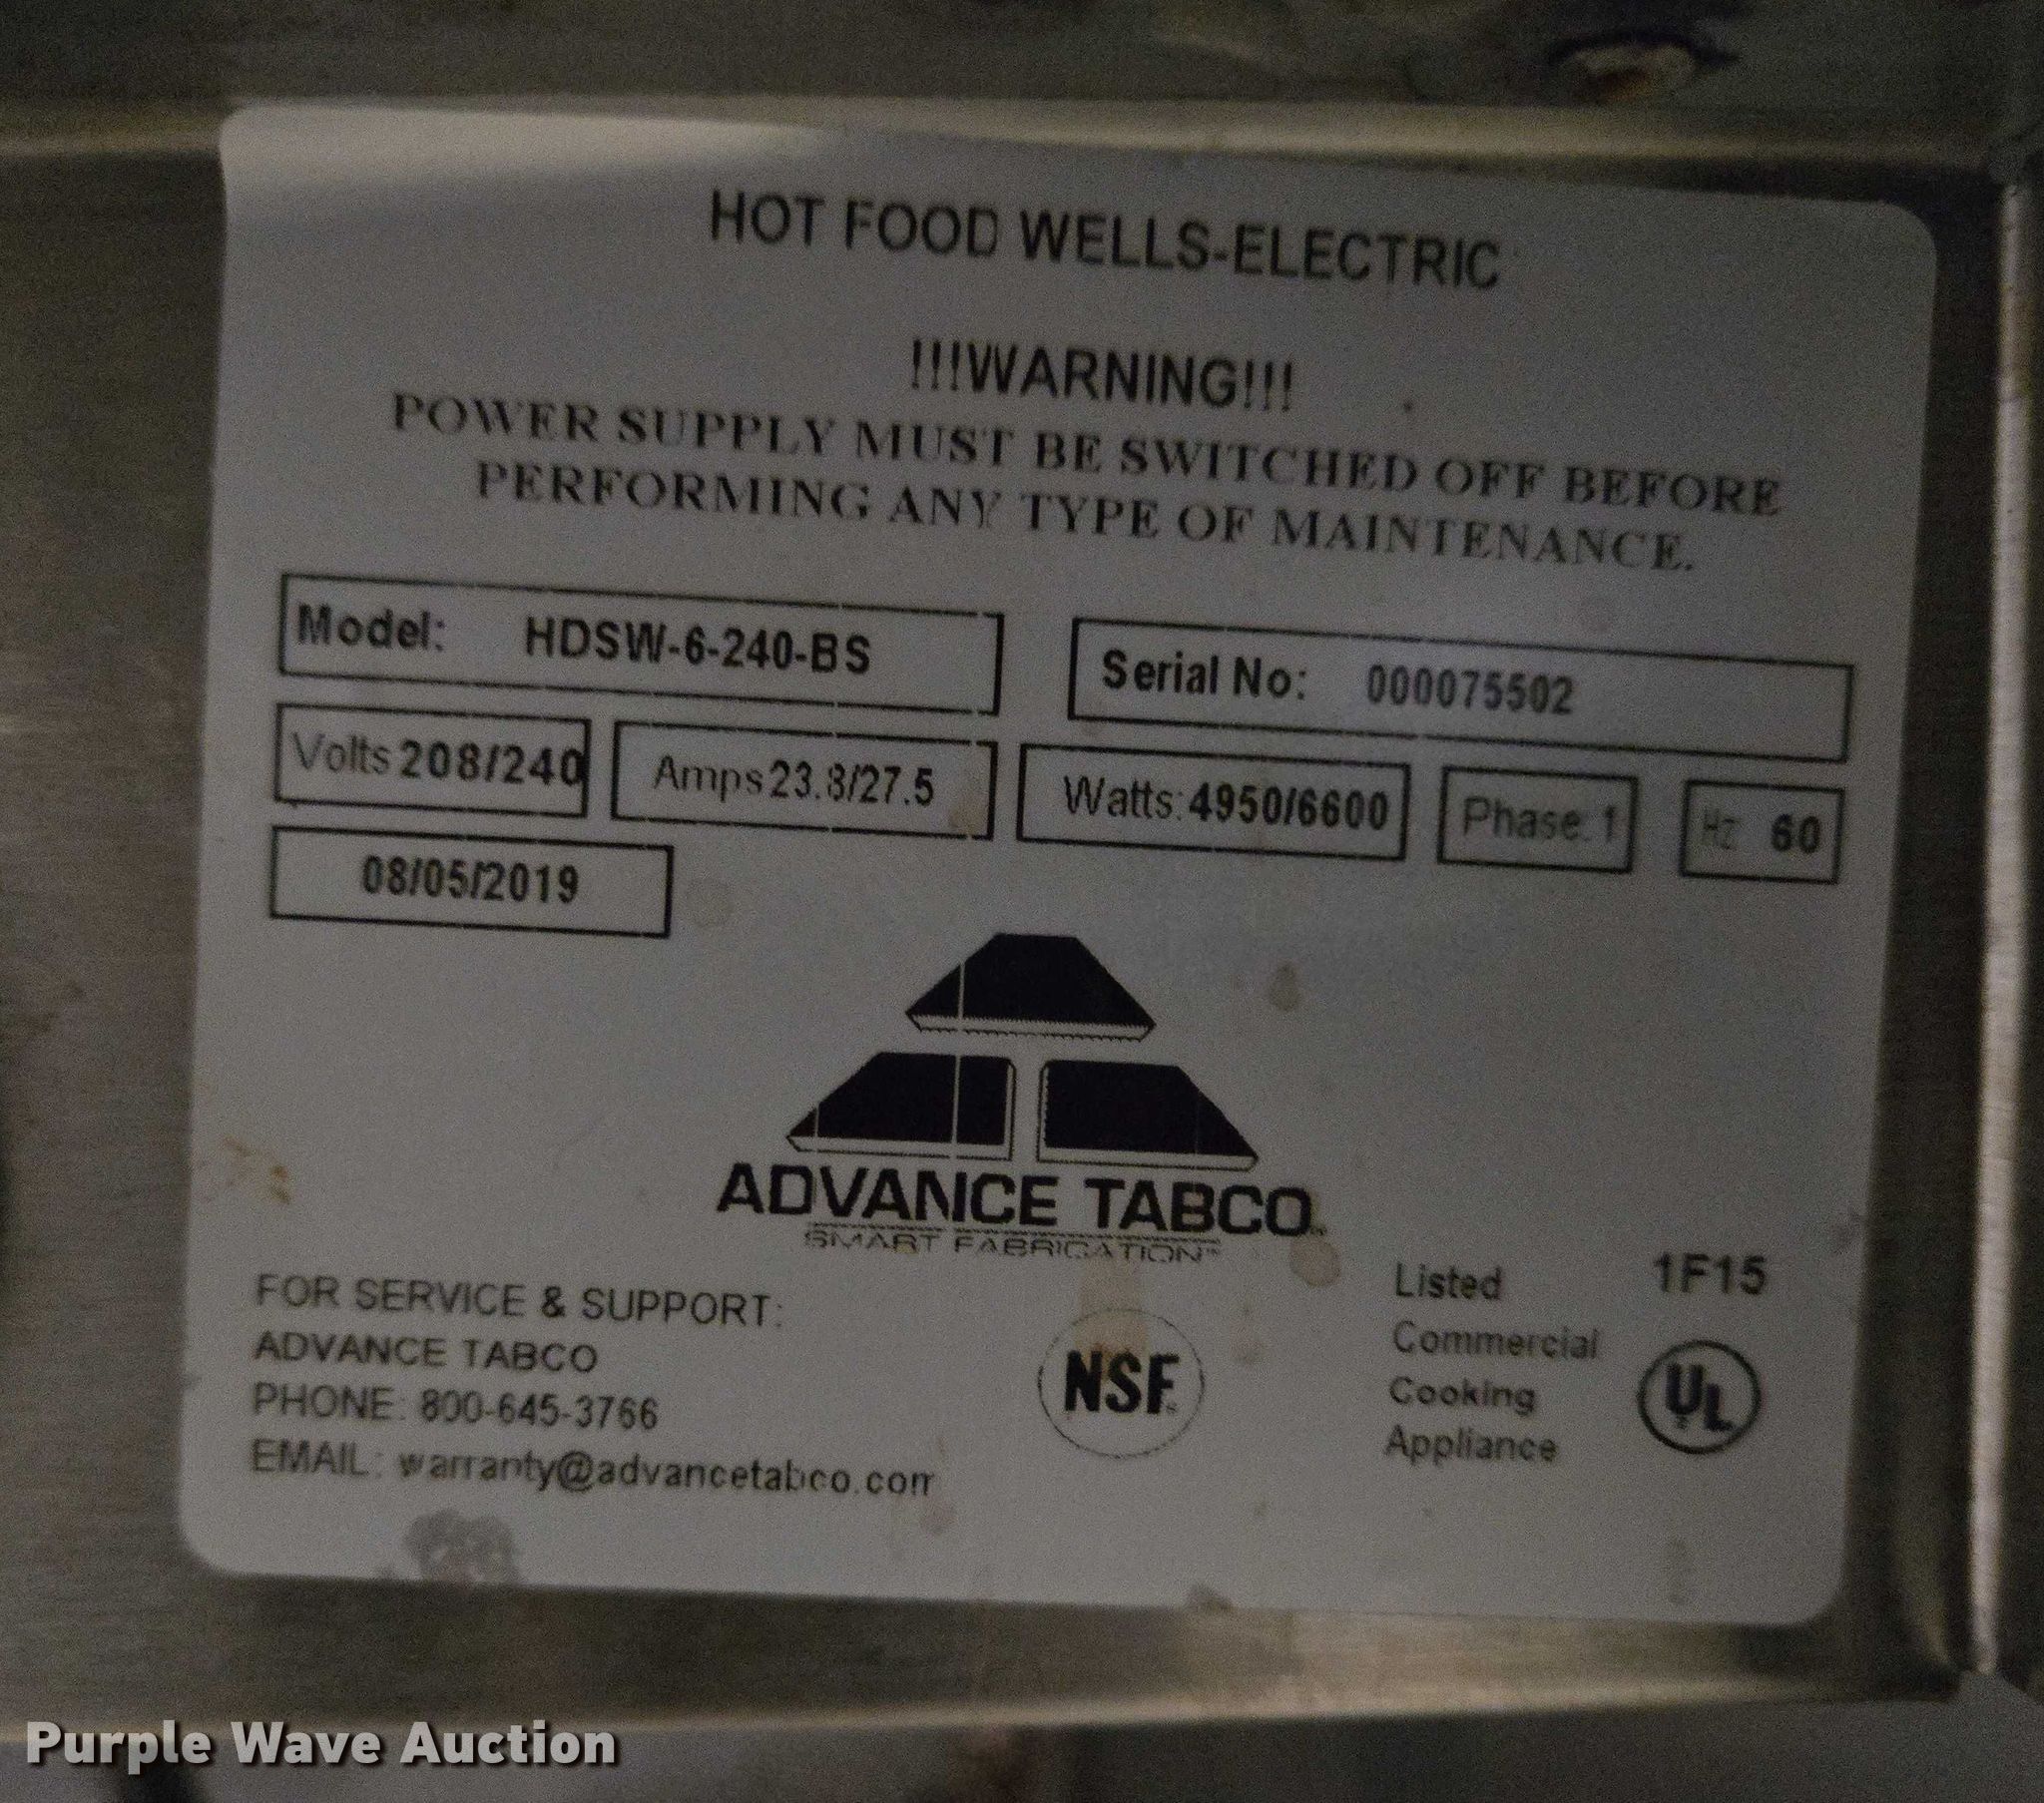 HOT FOOD WELLS-ELECTRIC
!!!WARNING!!!
POWER SUPPLY MUST BE SWITCHED OFF BEFORE
PERFORMING ANY TYPE OF MAINTENANCE.
Model: HDSW-6-240-BS Serial No: 000075502
Volts 208/240 Amps 23.8/27.5 Watts: 4950/6600 Phase: 1 Hz 60
08/05/2019
ADVANCE TABCO™
SMART FABRICATION™
FOR SERVICE & SUPPORT:
ADVANCE TABCO
PHONE: 800-645-3766
EMAIL: warranty@advancetabco.com
NSF
Listed 1F15
Commercial
Cooking
Appliance
UL
Purple Wave Auction